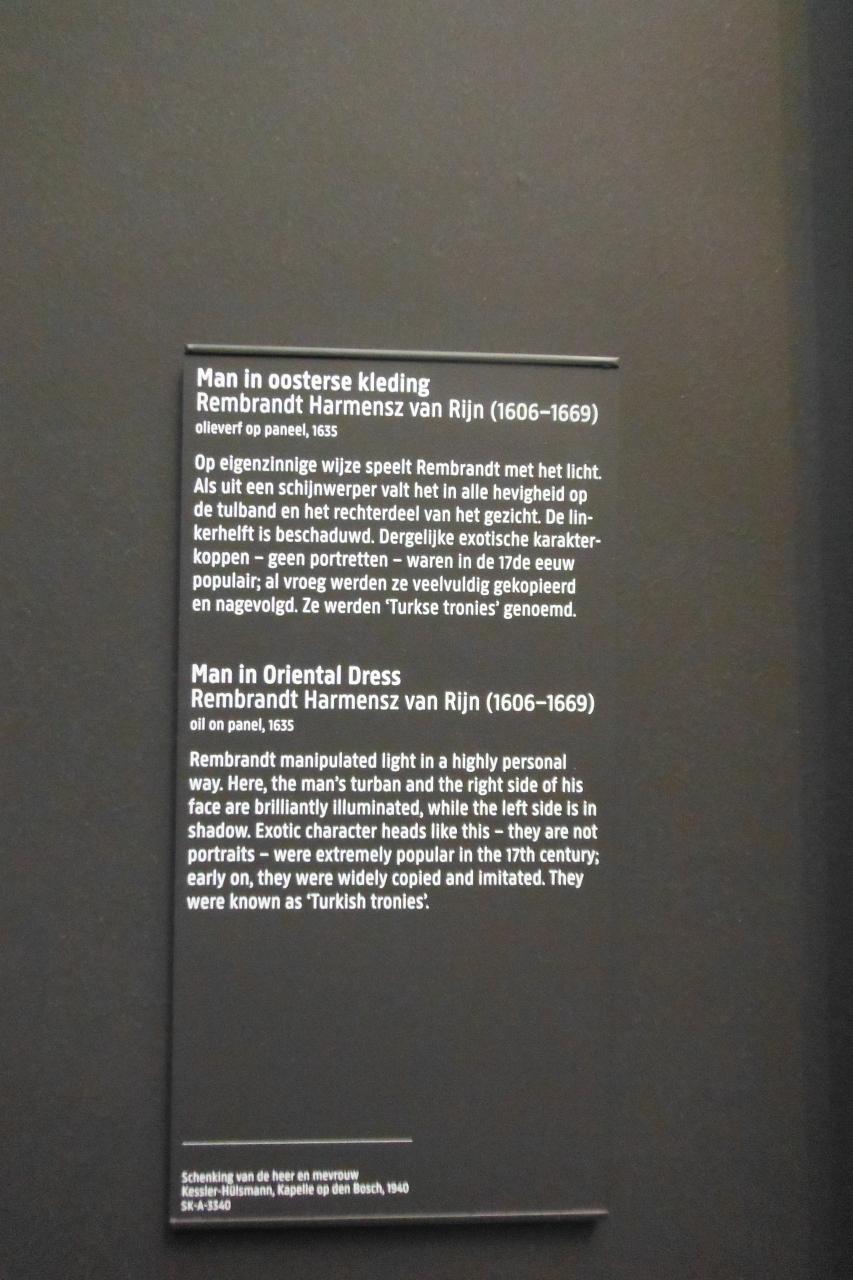 Man in oosterse kleding
Rembrandt Harmensz van Rijn (1606–1669)
olieverf op paneel, 1635
Op eigenzinnige wijze speelt Rembrandt met het licht.
Als uit een schijnwerper valt het in alle hevigheid op
de tulband en het rechterdeel van het gezicht. De lin-
kerhelft is beschaduwd. Dergelijke exotische karakter-
koppen – geen portretten – waren in de 17de eeuw
populair; al vroeg werden ze veelvuldig gekopieerd
en nagevolgd. Ze werden ‘Turkse tronies’ genoemd.
Man in Oriental Dress
Rembrandt Harmensz van Rijn (1606–1669)
oil on panel, 1635
Rembrandt manipulated light in a highly personal
way. Here, the man’s turban and the right side of his
face are brilliantly illuminated, while the left side is in
shadow. Exotic character heads like this – they are not
portraits – were extremely popular in the 17th century;
early on, they were widely copied and imitated. They
were known as ‘Turkish tronies’.
Schenking van de heer en mevrouw
Kessler-Hülsmann, Kapelle op den Bosch, 1940
SK-A-3340